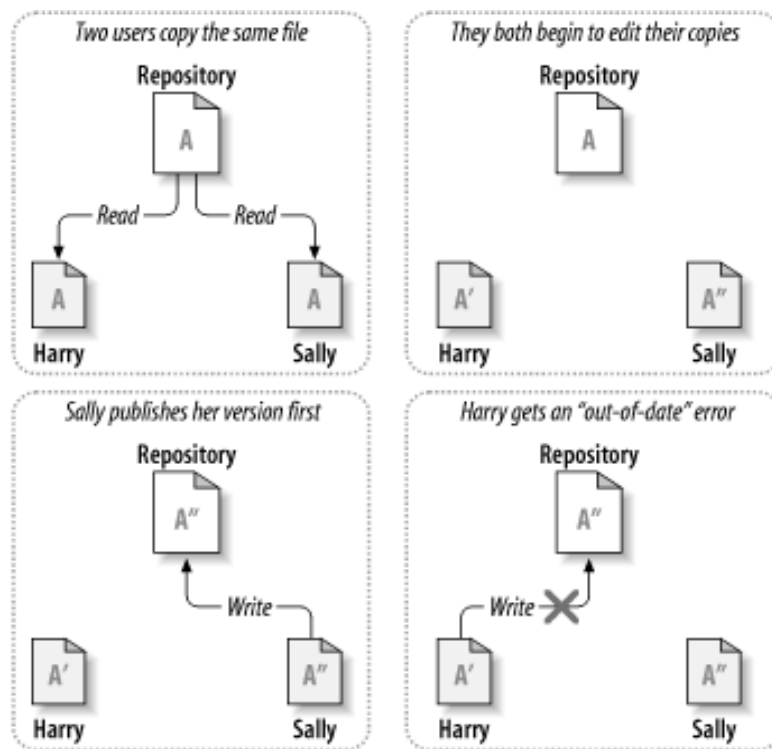 Two users copy the same file
Repository
A
Read
Read
A
A
Harry
Sally
They both begin to edit their copies
Repository
A
A′
A″
Harry
Sally
Sally publishes her version first
Repository
A″
Write
A′
A″
Harry
Sally
Harry gets an “out-of-date” error
Repository
A″
Write
A′
A″
Harry
Sally